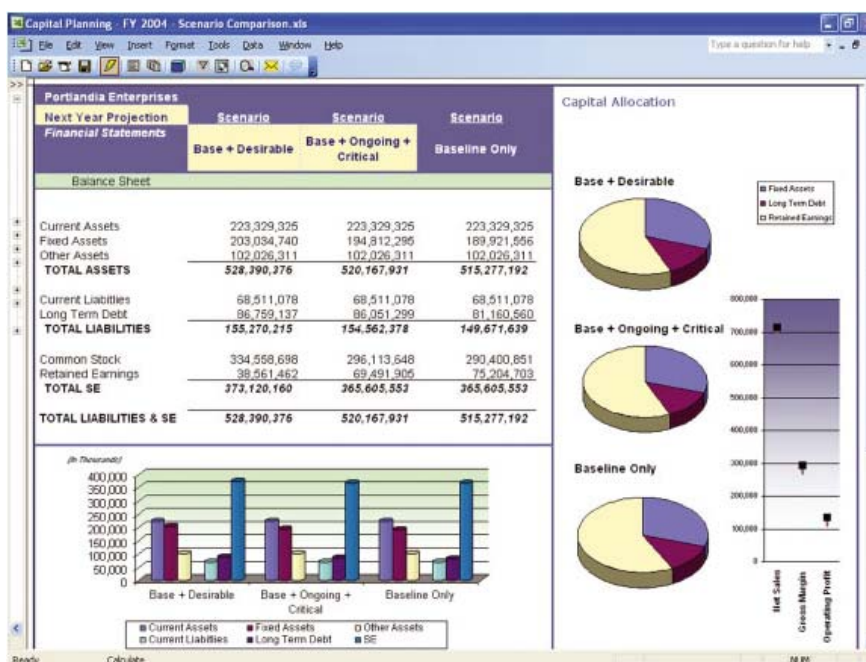 Capital Planning - FY 2004 - Scenario Comparison.xls
File Edit View Insert Format Tools Data Window Help
Type a question for help
>>
Portlandia Enterprises
Next Year Projection Scenario Scenario Scenario
Financial Statements
Base + Desirable Base + Ongoing + Critical Baseline Only
Balance Sheet
Current Assets 223,329,325 223,329,325 223,329,325
Fixed Assets 203,034,740 194,812,295 189,921,556
Other Assets 102,026,311 102,026,311 102,026,311
TOTAL ASSETS 528,390,376 520,167,931 515,277,192
Current Liabitlies 68,511,078 68,511,078 68,511,078
Long Term Debt 86,759,137 86,051,299 81,160,560
TOTAL LIABILITIES 155,270,215 154,562,378 149,671,639
Common Stock 334,558,698 296,113,648 290,400,851
Retained Earnings 38,561,462 69,491,905 75,204,703
TOTAL SE 373,120,160 365,605,553 365,605,553
TOTAL LIABILITIES & SE 528,390,376 520,167,931 515,277,192
(In Thousands)
400,000
350,000
300,000
250,000
200,000
150,000
100,000
50,000
0
Base + Desirable
Base + Ongoing +
Critical
Baseline Only
Current Assets Fixed Assets Other Assets
Current Liabitlies Long Term Debt SE
Capital Allocation
Base + Desirable
Fixed Assets
Long Term Debt
Retained Earnings
Base + Ongoing + Critical
Baseline Only
800,000
700,000
600,000
500,000
400,000
300,000
200,000
100,000
0
Net Sales
Gross Margin
Operating Profit
Ready Calculate NUM